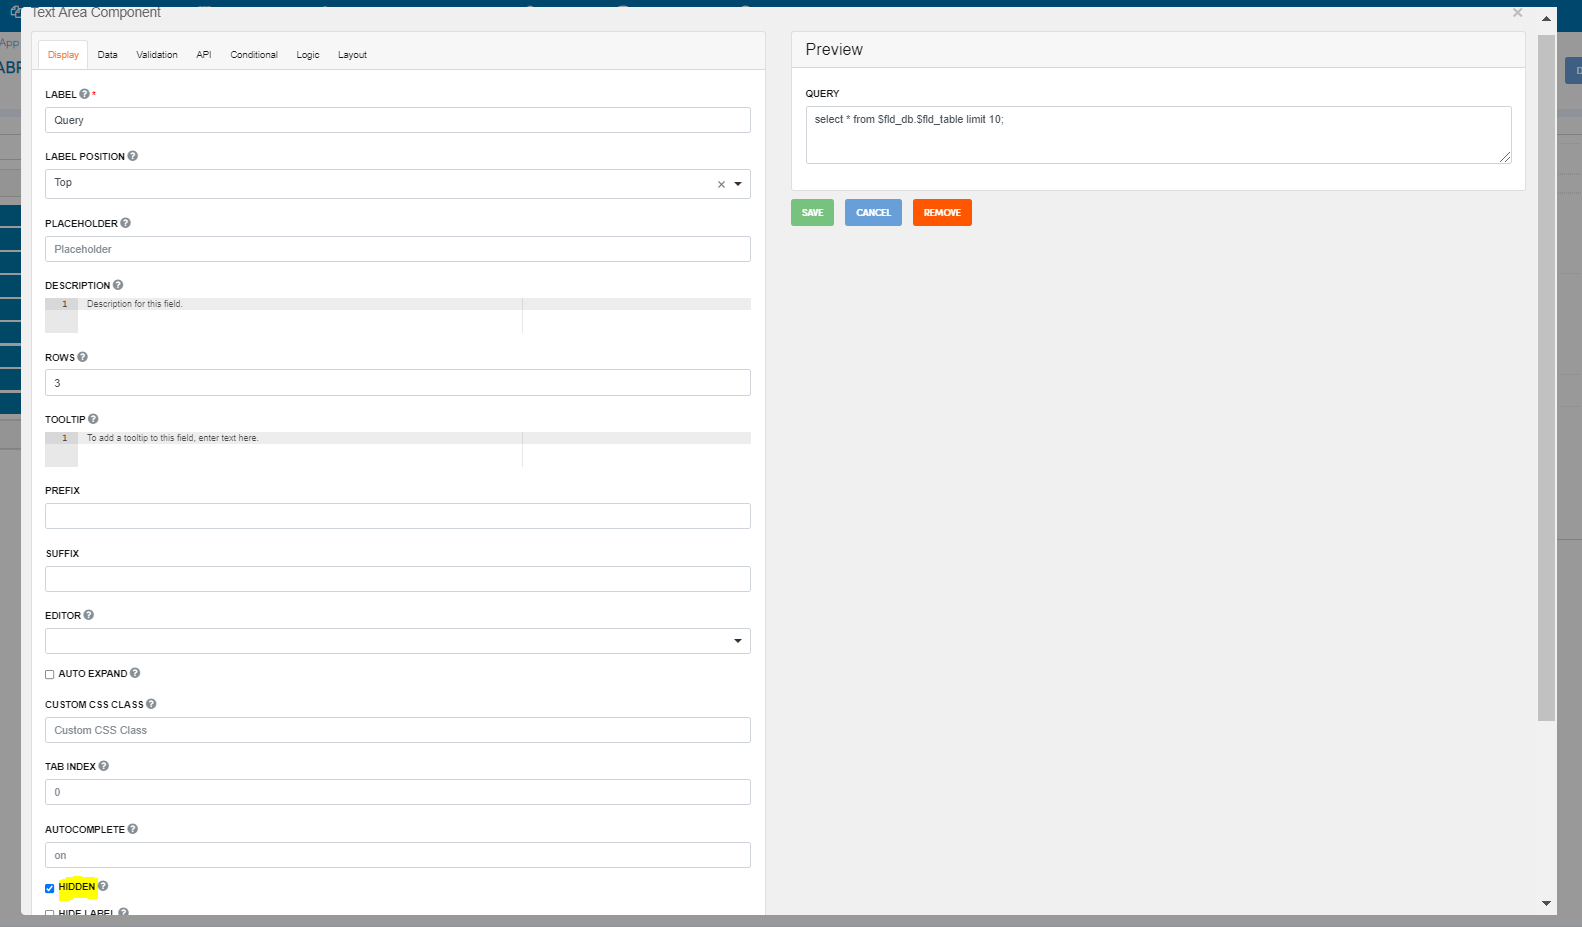 Text Area Component
×
App
ABF
D
Display Data Validation API Conditional Logic Layout
LABEL *
Query
LABEL POSITION
Top
PLACEHOLDER
Placeholder
DESCRIPTION
1 Description for this field.
ROWS
3
TOOLTIP
1 To add a tooltip to this field, enter text here.
PREFIX
SUFFIX
EDITOR
AUTO EXPAND
CUSTOM CSS CLASS
Custom CSS Class
TAB INDEX
0
AUTOCOMPLETE
on
HIDDEN
HIDE LABEL
Preview
QUERY
select * from $fld_db.$fld_table limit 10;
SAVE CANCEL REMOVE